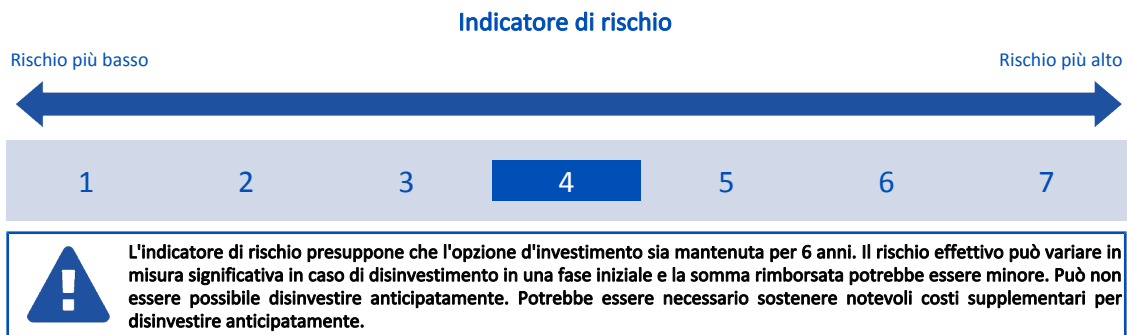 Indicatore di rischio
Rischio più basso
Rischio più alto
1 2 3 4 5 6 7
L'indicatore di rischio presuppone che l'opzione d'investimento sia mantenuta per 6 anni. Il rischio effettivo può variare in
misura significativa in caso di disinvestimento in una fase iniziale e la somma rimborsata potrebbe essere minore. Può non
essere possibile disinvestire anticipatamente. Potrebbe essere necessario sostenere notevoli costi supplementari per
disinvestire anticipatamente.